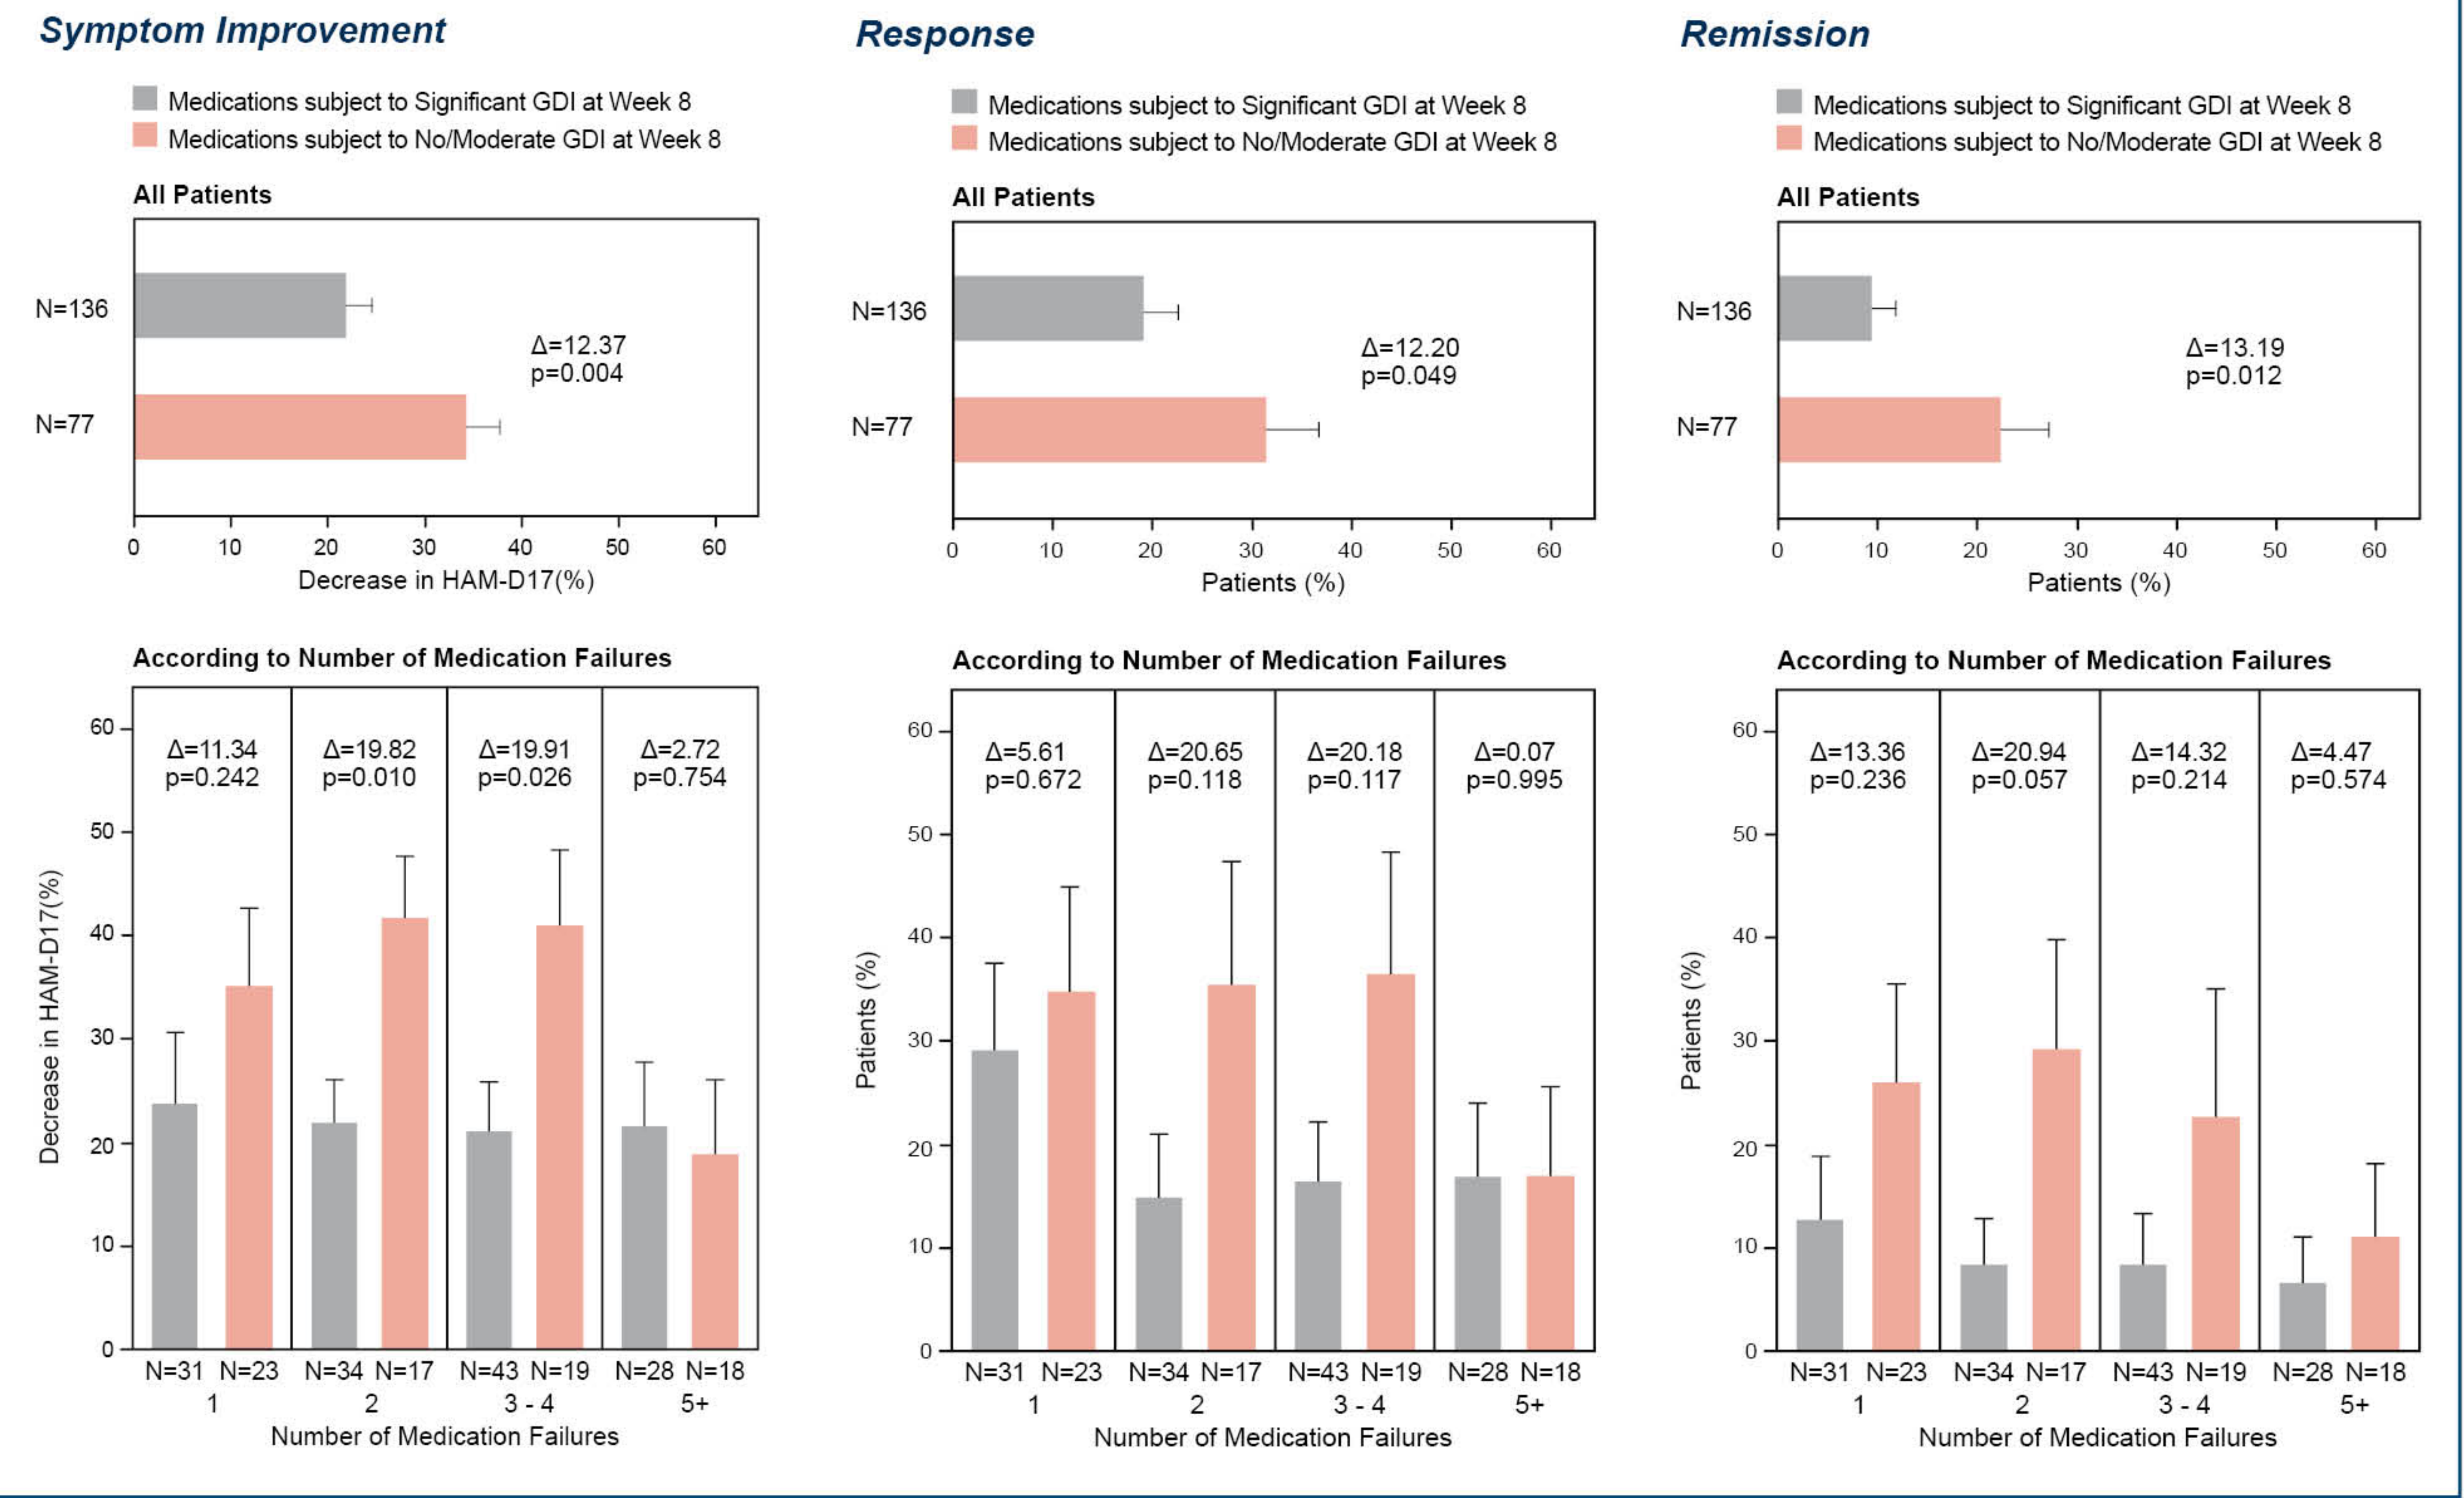 Symptom Improvement
Medications subject to Significant GDI at Week 8
Medications subject to No/Moderate GDI at Week 8
All Patients
N=136
N=77
Δ=12.37
p=0.004
0 10 20 30 40 50 60
Decrease in HAM-D17(%)
According to Number of Medication Failures
Decrease in HAM-D17(%)
60
50
40
30
20
10
0
Δ=11.34 Δ=19.82 Δ=19.91 Δ=2.72
p=0.242 p=0.010 p=0.026 p=0.754
N=31 N=23 N=34 N=17 N=43 N=19 N=28 N=18
1 2 3 - 4 5+
Number of Medication Failures
Response
Medications subject to Significant GDI at Week 8
Medications subject to No/Moderate GDI at Week 8
All Patients
N=136
N=77
Δ=12.20
p=0.049
0 10 20 30 40 50 60
Patients (%)
According to Number of Medication Failures
Patients (%)
60
50
40
30
20
10
0
Δ=5.61 Δ=20.65 Δ=20.18 Δ=0.07
p=0.672 p=0.118 p=0.117 p=0.995
N=31 N=23 N=34 N=17 N=43 N=19 N=28 N=18
1 2 3 - 4 5+
Number of Medication Failures
Remission
Medications subject to Significant GDI at Week 8
Medications subject to No/Moderate GDI at Week 8
All Patients
N=136
N=77
Δ=13.19
p=0.012
0 10 20 30 40 50 60
Patients (%)
According to Number of Medication Failures
Patients (%)
60
50
40
30
20
10
0
Δ=13.36 Δ=20.94 Δ=14.32 Δ=4.47
p=0.236 p=0.057 p=0.214 p=0.574
N=31 N=23 N=34 N=17 N=43 N=19 N=28 N=18
1 2 3 - 4 5+
Number of Medication Failures